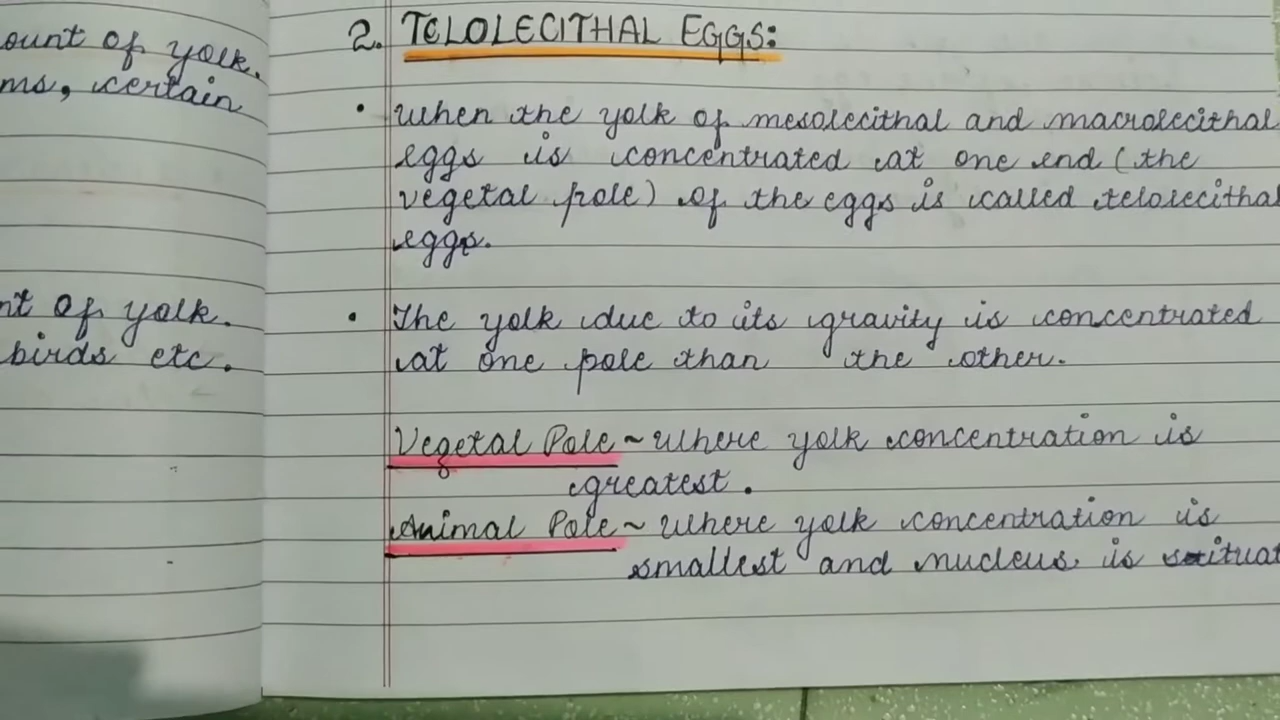 ount of yolk.
ms, certain
nt of yolk.
birds etc.
2. TELOLECITHAL EGGS:
• When the yolk of mesolecithal and macrolecithal
eggs is concentrated at one end (the
vegetal pole) of the eggs is called telolecithal
eggs.
• The yolk due to its gravity is concentrated
at one pole than the other.
Vegetal Pole ~ where yolk concentration is
greatest.
Animal Pole ~ where yolk concentration is
smallest and nucleus is situat